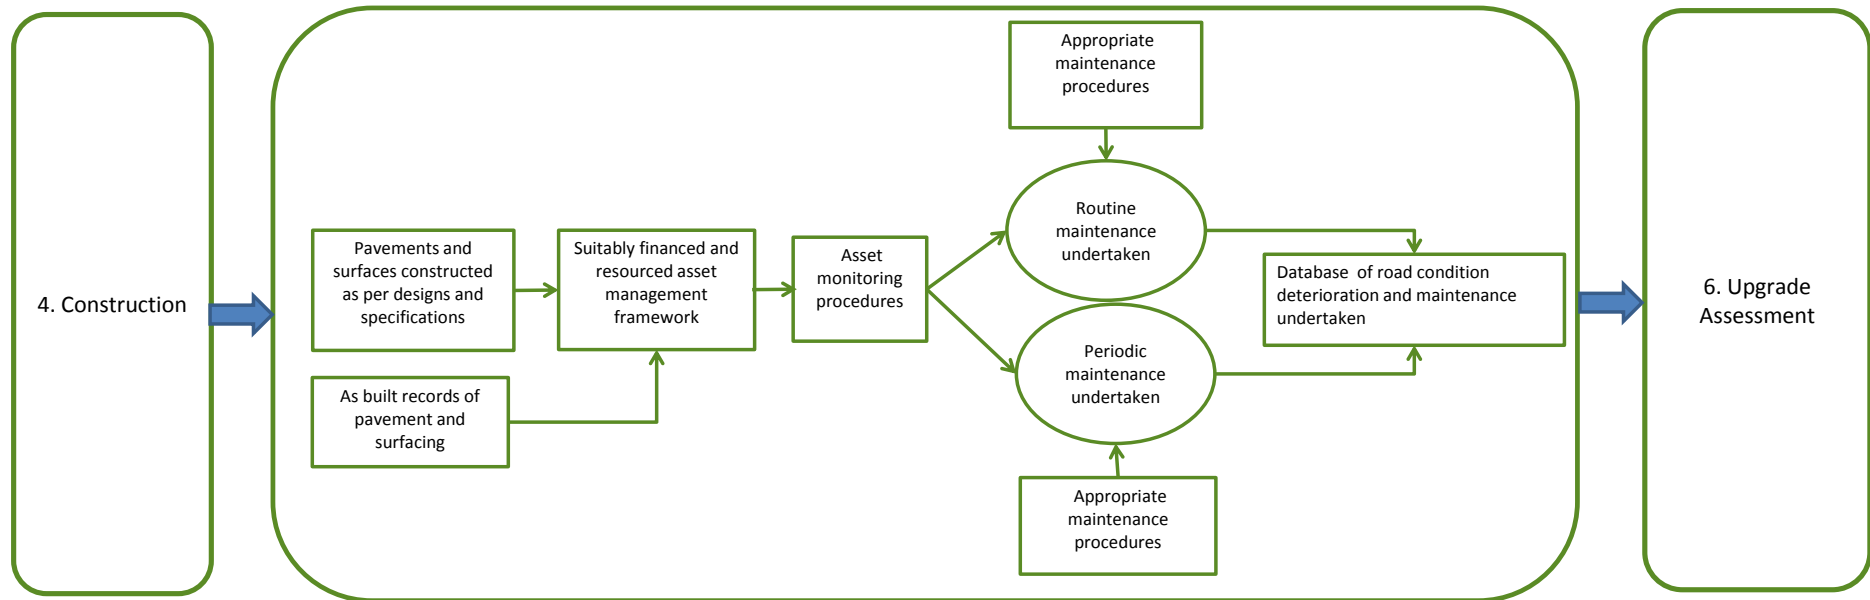 4. Construction
Pavements and
surfaces constructed
as per designs and
specifications
As built records of
pavement and
surfacing
Suitably financed and
resourced asset
management
framework
Asset
monitoring
procedures
Appropriate
maintenance
procedures
Routine
maintenance
undertaken
Periodic
maintenance
undertaken
Appropriate
maintenance
procedures
Database of road condition
deterioration and maintenance
undertaken
6. Upgrade
Assessment